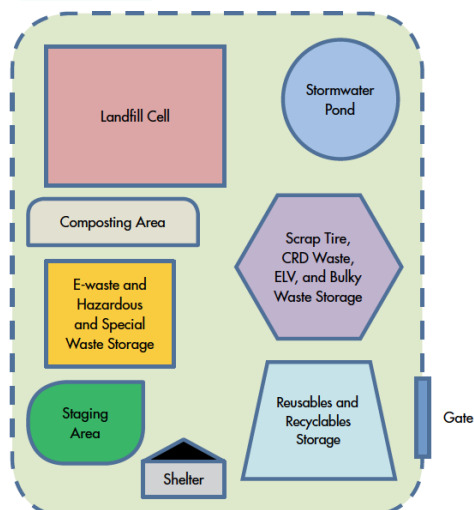 Landfill Cell
Stormwater
Pond
Composting Area
Scrap Tire,
CRD Waste,
ELV, and Bulky
Waste Storage
E-waste and
Hazardous
and Special
Waste Storage
Staging
Area
Reusables and
Recyclables
Storage
Gate
Shelter